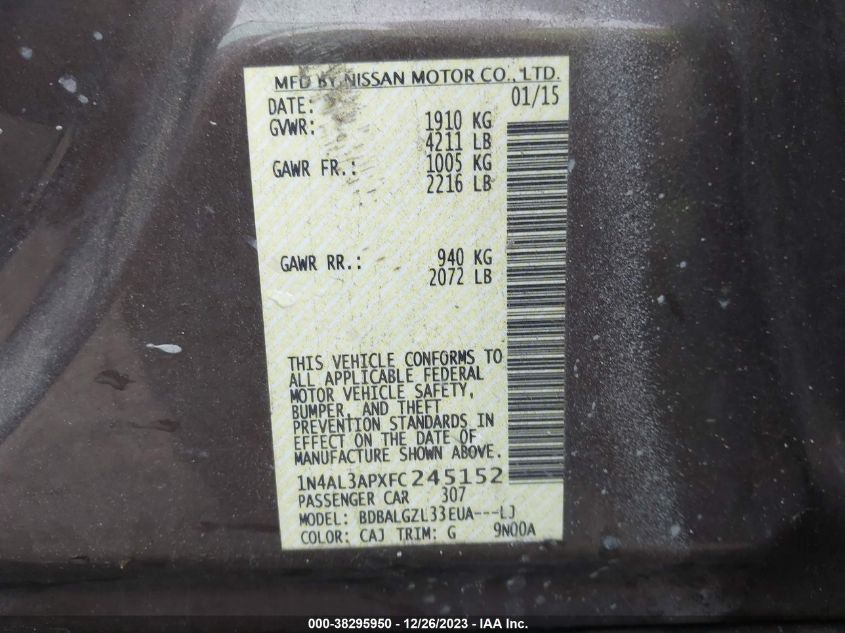 MFD BY NISSAN MOTOR CO., LTD.
DATE: 01/15
GVWR: 1910 KG
4211 LB
GAWR FR.: 1005 KG
2216 LB
GAWR RR.: 940 KG
2072 LB
THIS VEHICLE CONFORMS TO
ALL APPLICABLE FEDERAL
MOTOR VEHICLE SAFETY,
BUMPER, AND THEFT
PREVENTION STANDARDS IN
EFFECT ON THE DATE OF
MANUFACTURE SHOWN ABOVE.
1N4AL3APXFC245152
PASSENGER CAR 307
MODEL: BDBALGZL33EUA---LJ
COLOR: CAJ TRIM: G 9N00A
000-38295950 - 12/26/2023 - IAA Inc.